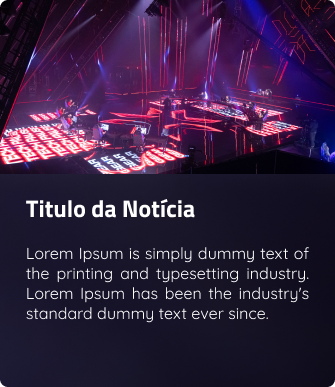 Titulo da Notícia
Lorem Ipsum is simply dummy text of
the printing and typesetting industry.
Lorem Ipsum has been the industry's
standard dummy text ever since.